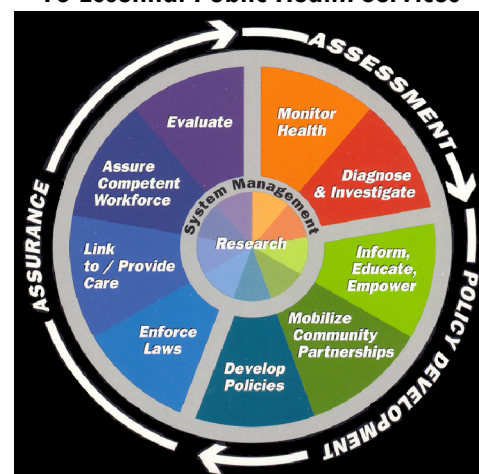 10 Essential Public Health Services
ASSESSMENT
POLICY DEVELOPMENT
ASSURANCE
Monitor
Health
Diagnose
& Investigate
Inform,
Educate,
Empower
Mobilize
Community
Partnerships
Develop
Policies
Enforce
Laws
Link
to / Provide
Care
Assure
Competent
Workforce
Evaluate
System Management
Research